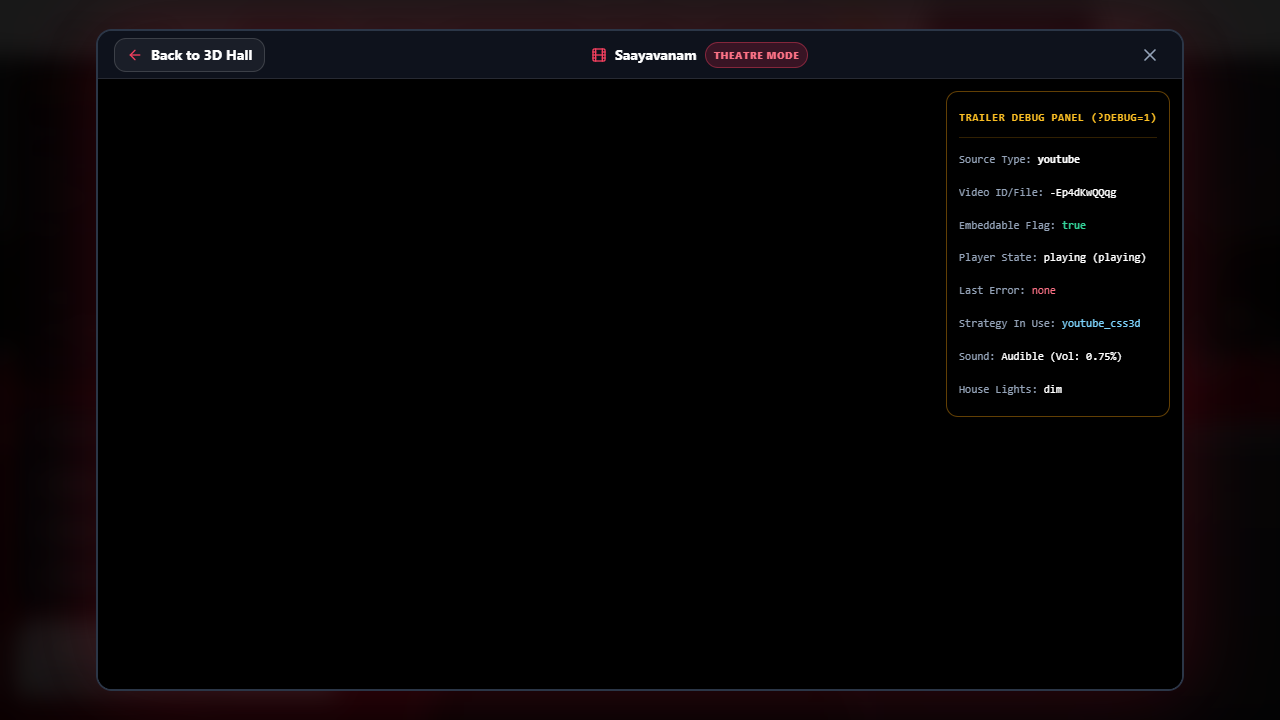 Back to 3D Hall
Saayavanam
THEATRE MODE
TRAILER DEBUG PANEL (?DEBUG=1)
Source Type: youtube
Video ID/File: -Ep4dKwQQqg
Embeddable Flag: true
Player State: playing (playing)
Last Error: none
Strategy In Use: youtube_css3d
Sound: Audible (Vol: 0.75%)
House Lights: dim